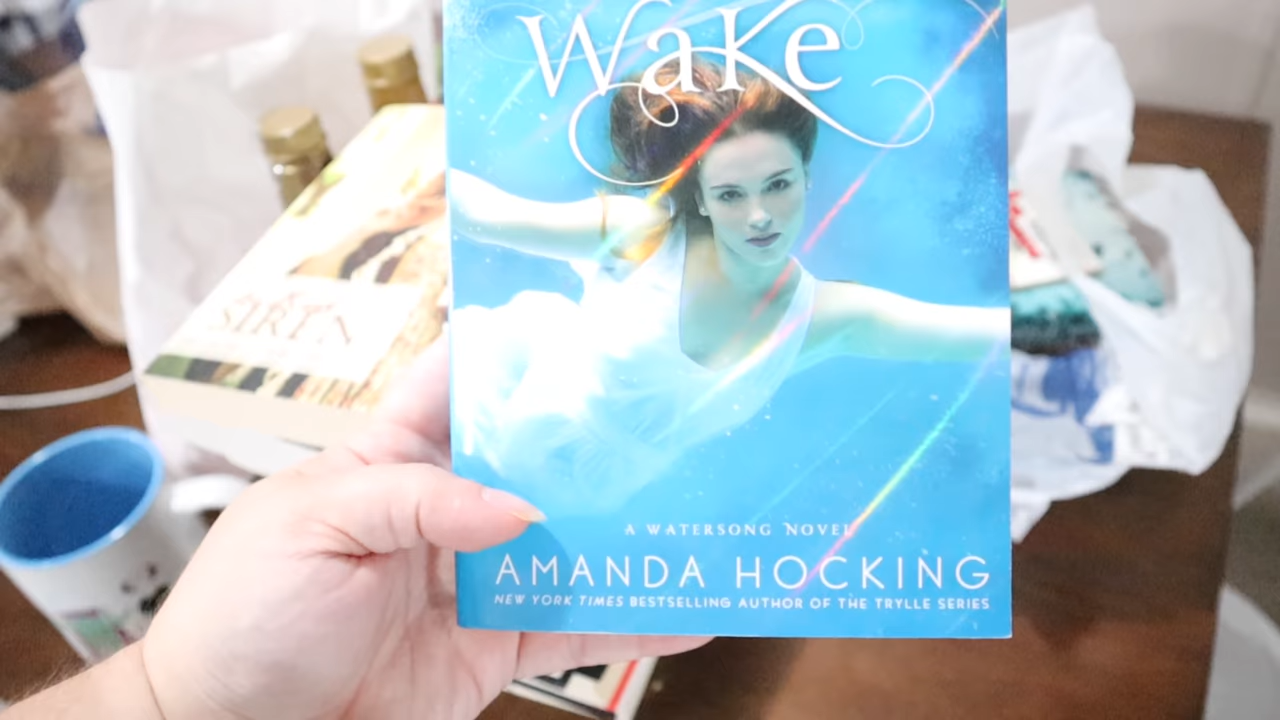 Wake
A WATERSONG NOVEL
AMANDA HOCKING
NEW YORK TIMES BESTSELLING AUTHOR OF THE TRYLLE SERIES
SIREN